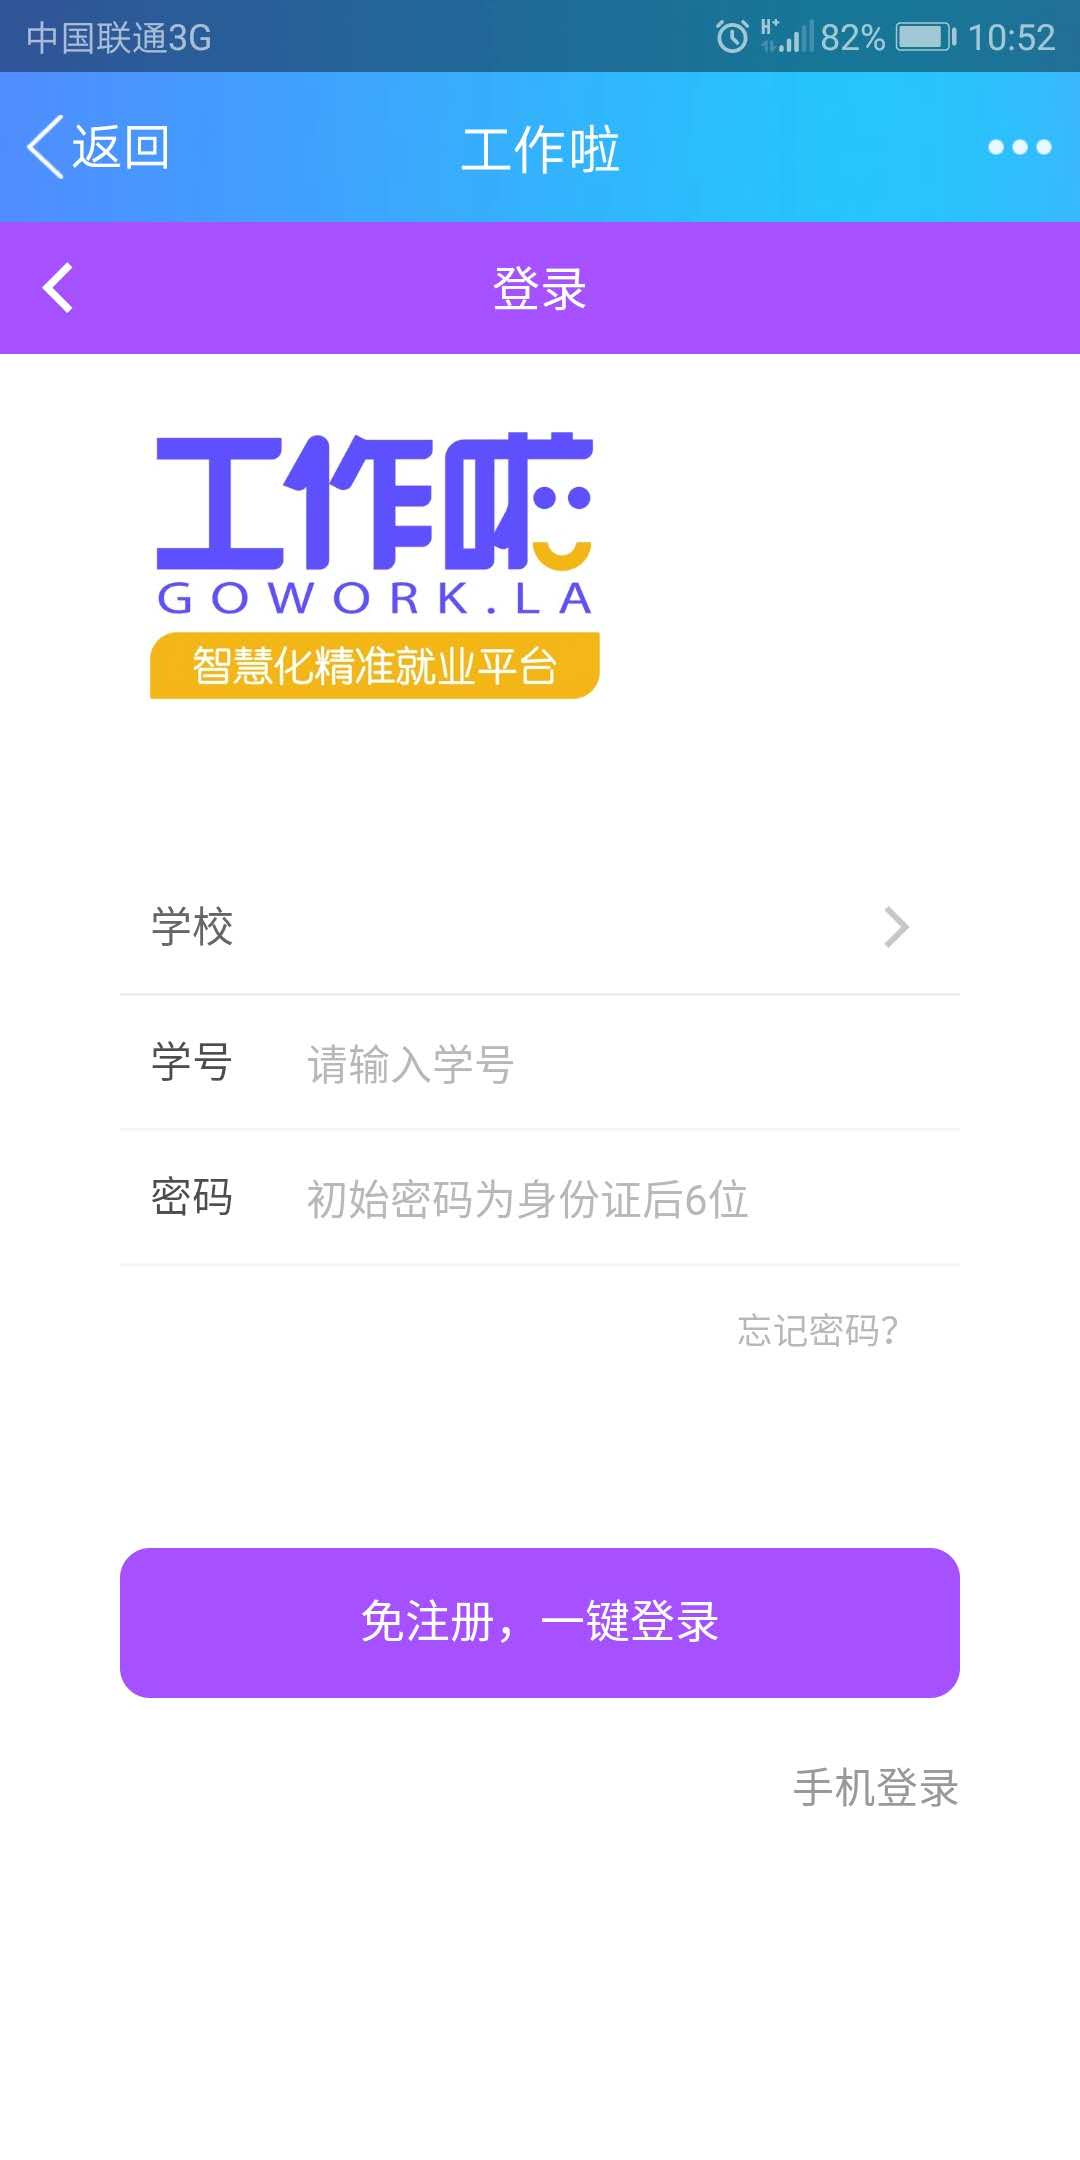 中国联通3G H+ 82% 10:52
返回 工作啦
登录
工作啦
GOWORK.LA
智慧化精准就业平台
学校
学号 请输入学号
密码 初始密码为身份证后6位
忘记密码?
免注册，一键登录
手机登录